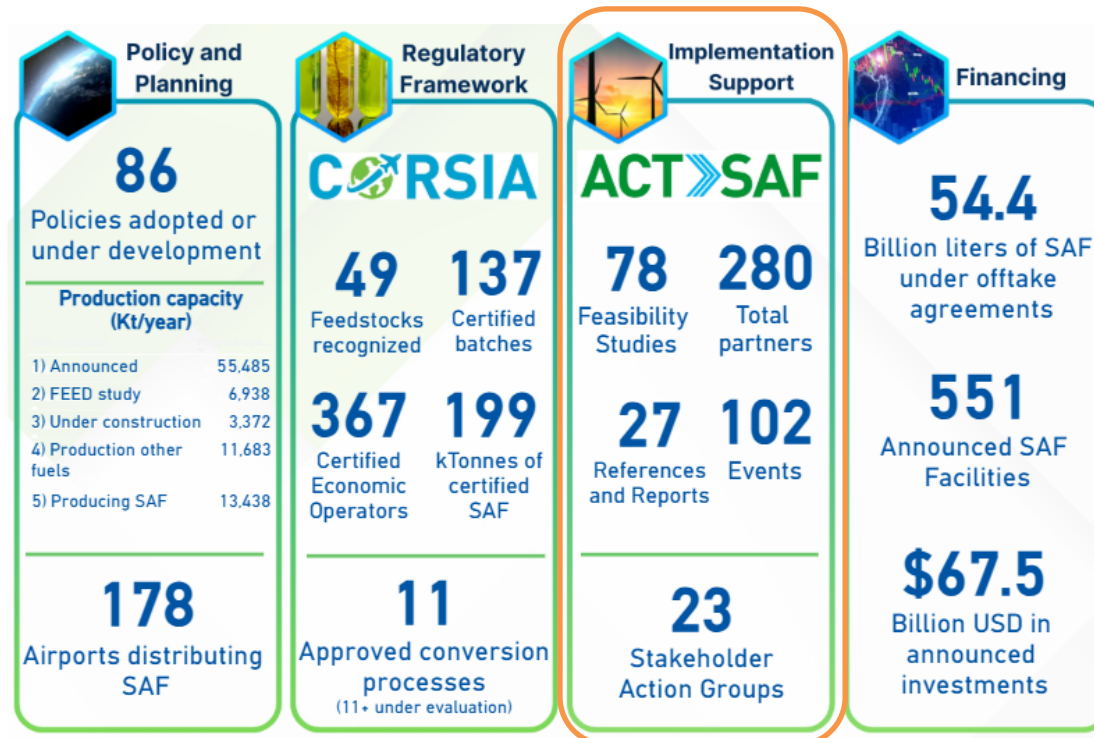 Policy and
Planning
86
Policies adopted or
under development
Production capacity
(Kt/year)
1) Announced 55,485
2) FEED study 6,938
3) Under construction 3,372
4) Production other 11,683
fuels
5) Producing SAF 13,438
178
Airports distributing
SAF
Regulatory
Framework
CORSIA
49 137
Feedstocks Certified
recognized batches
367 199
Certified kTonnes of
Economic certified
Operators SAF
11
Approved conversion
processes
(11+ under evaluation)
Implementation
Support
ACT SAF
78 280
Feasibility Total
Studies partners
27 102
References Events
and Reports
23
Stakeholder
Action Groups
Financing
54.4
Billion liters of SAF
under offtake
agreements
551
Announced SAF
Facilities
$67.5
Billion USD in
announced
investments